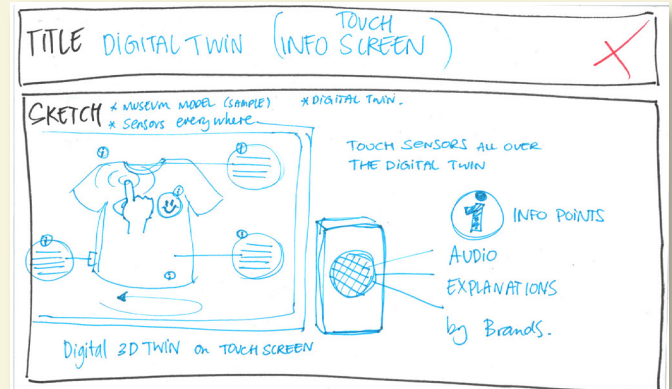 TITLE DIGITAL TWIN (TOUCH INFO SCREEN)
SKETCH * MUSEUM MODEL (SAMPLE) * DIGITAL TWIN.
* Sensors everywhere
TOUCH SENSORS ALL OVER
THE DIGITAL TWIN
i INFO POINTS
AUDIO
EXPLANATIONS
by Brands.
Digital 3D TWIN on TOUCH SCREEN